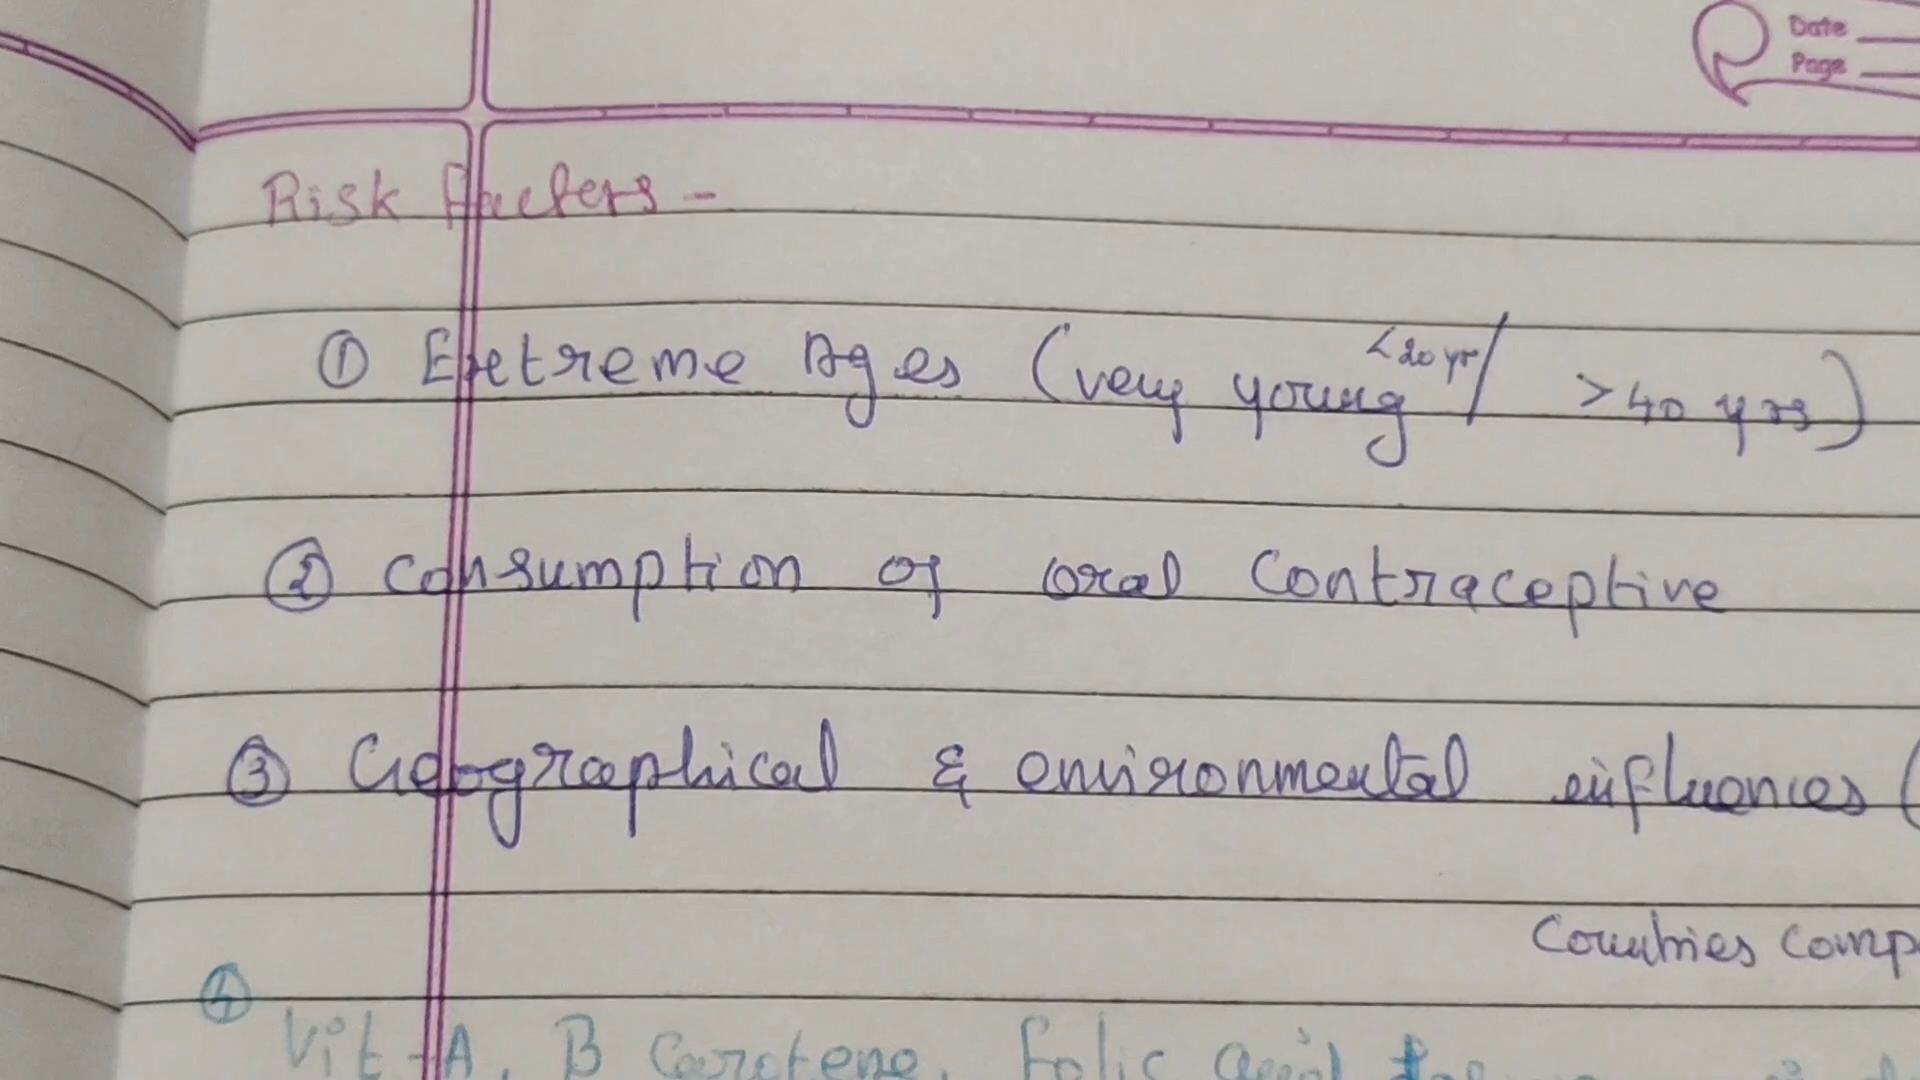 Date
Page
Risk factors -
① Extreme Ages (very young <20 yr/ >40 yrs)
② Consumption of oral Contraceptive
③ Geographical & environmental influences (
Countries comp
④
Vit-A, B Carotene, Folic acid